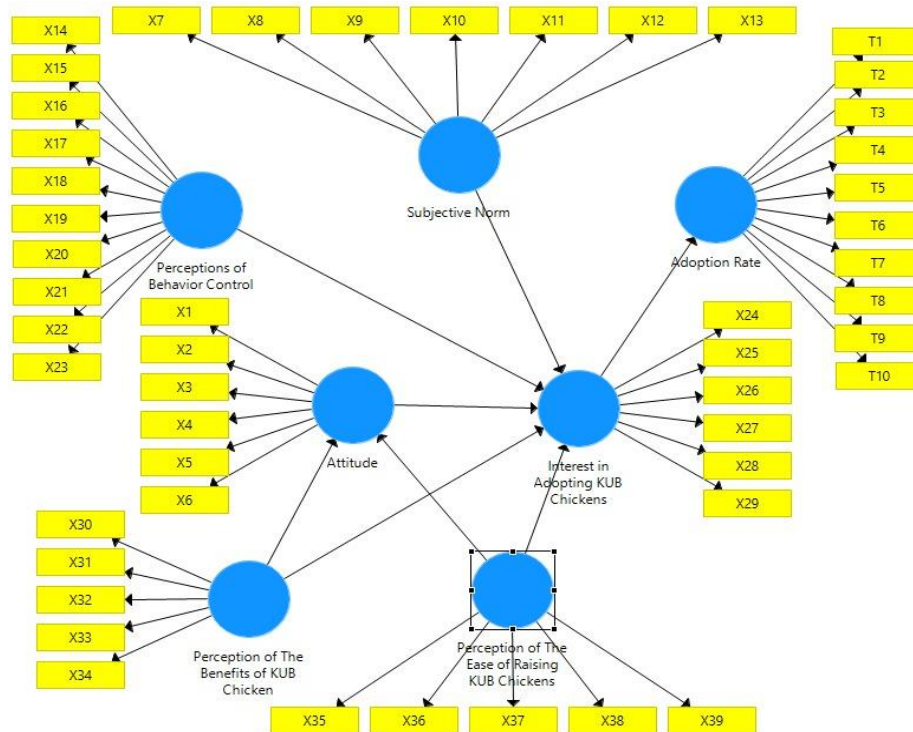 X7
X8
X9
X10
X11
X12
X13
X14
X15
X16
X17
X18
X19
X20
X21
X22
X23
Perceptions of
Behavior Control
Subjective Norm
T1
T2
T3
T4
T5
T6
T7
T8
T9
T10
Adoption Rate
X1
X2
X3
X4
X5
X6
Attitude
X24
X25
X26
X27
X28
X29
Interest in
Adopting KUB
Chickens
X30
X31
X32
X33
X34
Perception of The
Benefits of KUB
Chicken
Perception of The
Ease of Raising
KUB Chickens
X35
X36
X37
X38
X39